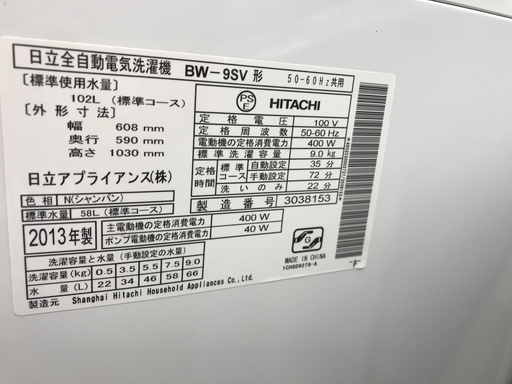 日立全自動電気洗濯機 BW-9SV 形 50-60Hz共用
[標準使用水量]
102L (標準コース)
[外形寸法]
幅 608 mm
奥行 590 mm
高さ 1030 mm
日立アプライアンス(株)
色相 N(シャンパン)
標準水量 58L (標準コース)
PSE HITACHI
定格電圧 100 V
定格周波数 50-60 Hz
電動機の定格消費電力 400 W
標準洗濯容量 9.0 kg
定格時間 標準コース 自動設定 35 分
手動設定 72 分
洗いのみ 22 分
製造番号 3038153
2013年製
主電動機の定格消費電力 400 W
ポンプ電動機の定格消費電力 40 W
洗濯容量と水量 (手動設定の水量)
洗濯容量(kg) 0.5 3.5 5.5 7.5 9.0
水量(L) 22 34 46 58 66
製造元 Shanghai Hitachi Household Appliances Co., Ltd.
MADE IN CHINA